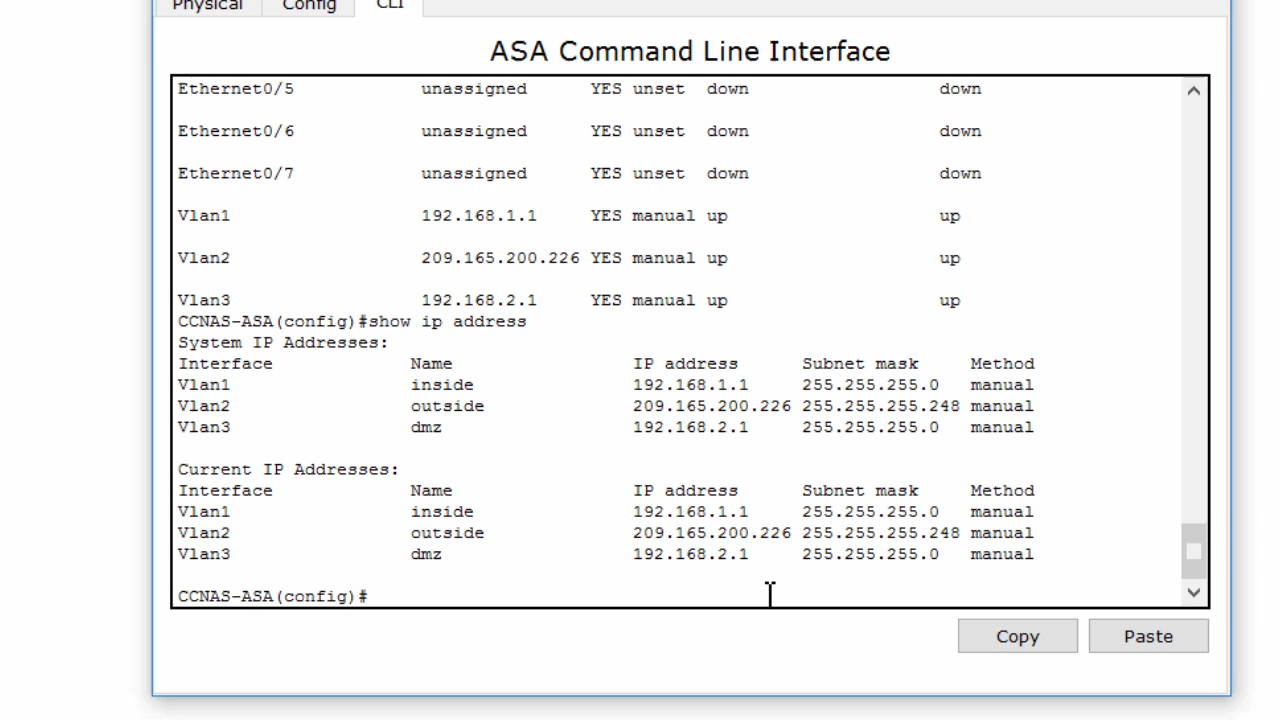 Physical Config CLI
ASA Command Line Interface
Ethernet0/5 unassigned YES unset down down
Ethernet0/6 unassigned YES unset down down
Ethernet0/7 unassigned YES unset down down
Vlan1 192.168.1.1 YES manual up up
Vlan2 209.165.200.226 YES manual up up
Vlan3 192.168.2.1 YES manual up up
CCNAS-ASA(config)#show ip address
System IP Addresses:
Interface Name IP address Subnet mask Method
Vlan1 inside 192.168.1.1 255.255.255.0 manual
Vlan2 outside 209.165.200.226 255.255.255.248 manual
Vlan3 dmz 192.168.2.1 255.255.255.0 manual
Current IP Addresses:
Interface Name IP address Subnet mask Method
Vlan1 inside 192.168.1.1 255.255.255.0 manual
Vlan2 outside 209.165.200.226 255.255.255.248 manual
Vlan3 dmz 192.168.2.1 255.255.255.0 manual
CCNAS-ASA(config)#
Copy Paste